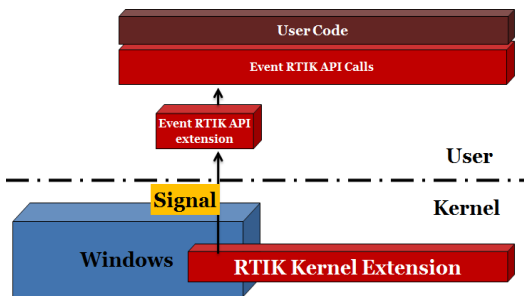 User Code
Event RTIK API Calls
Event RTIK API
extension
User
Signal
Kernel
Windows
RTIK Kernel Extension